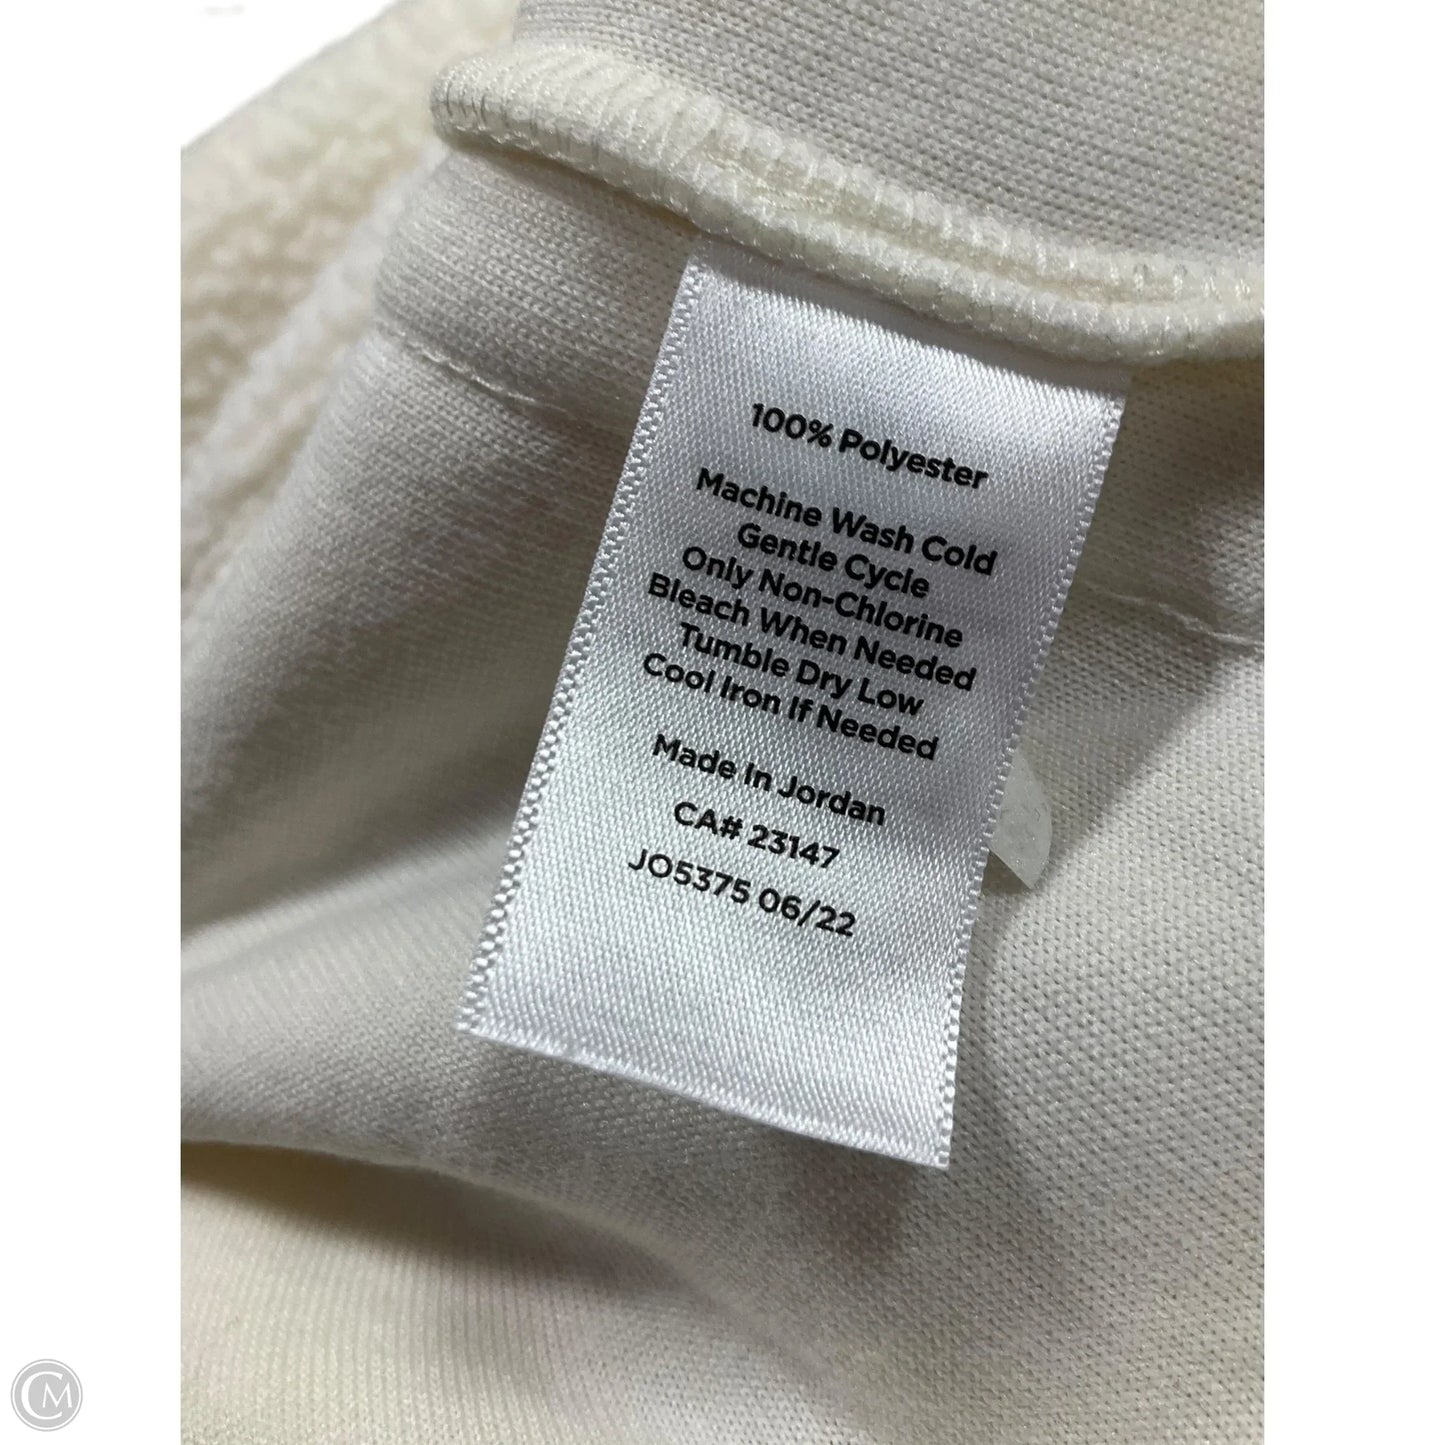 100% Polyester
Machine Wash Cold
Gentle Cycle
Only Non-Chlorine
Bleach When Needed
Tumble Dry Low
Cool Iron If Needed
Made In Jordan
CA# 23147
JO5375 06/22
CM